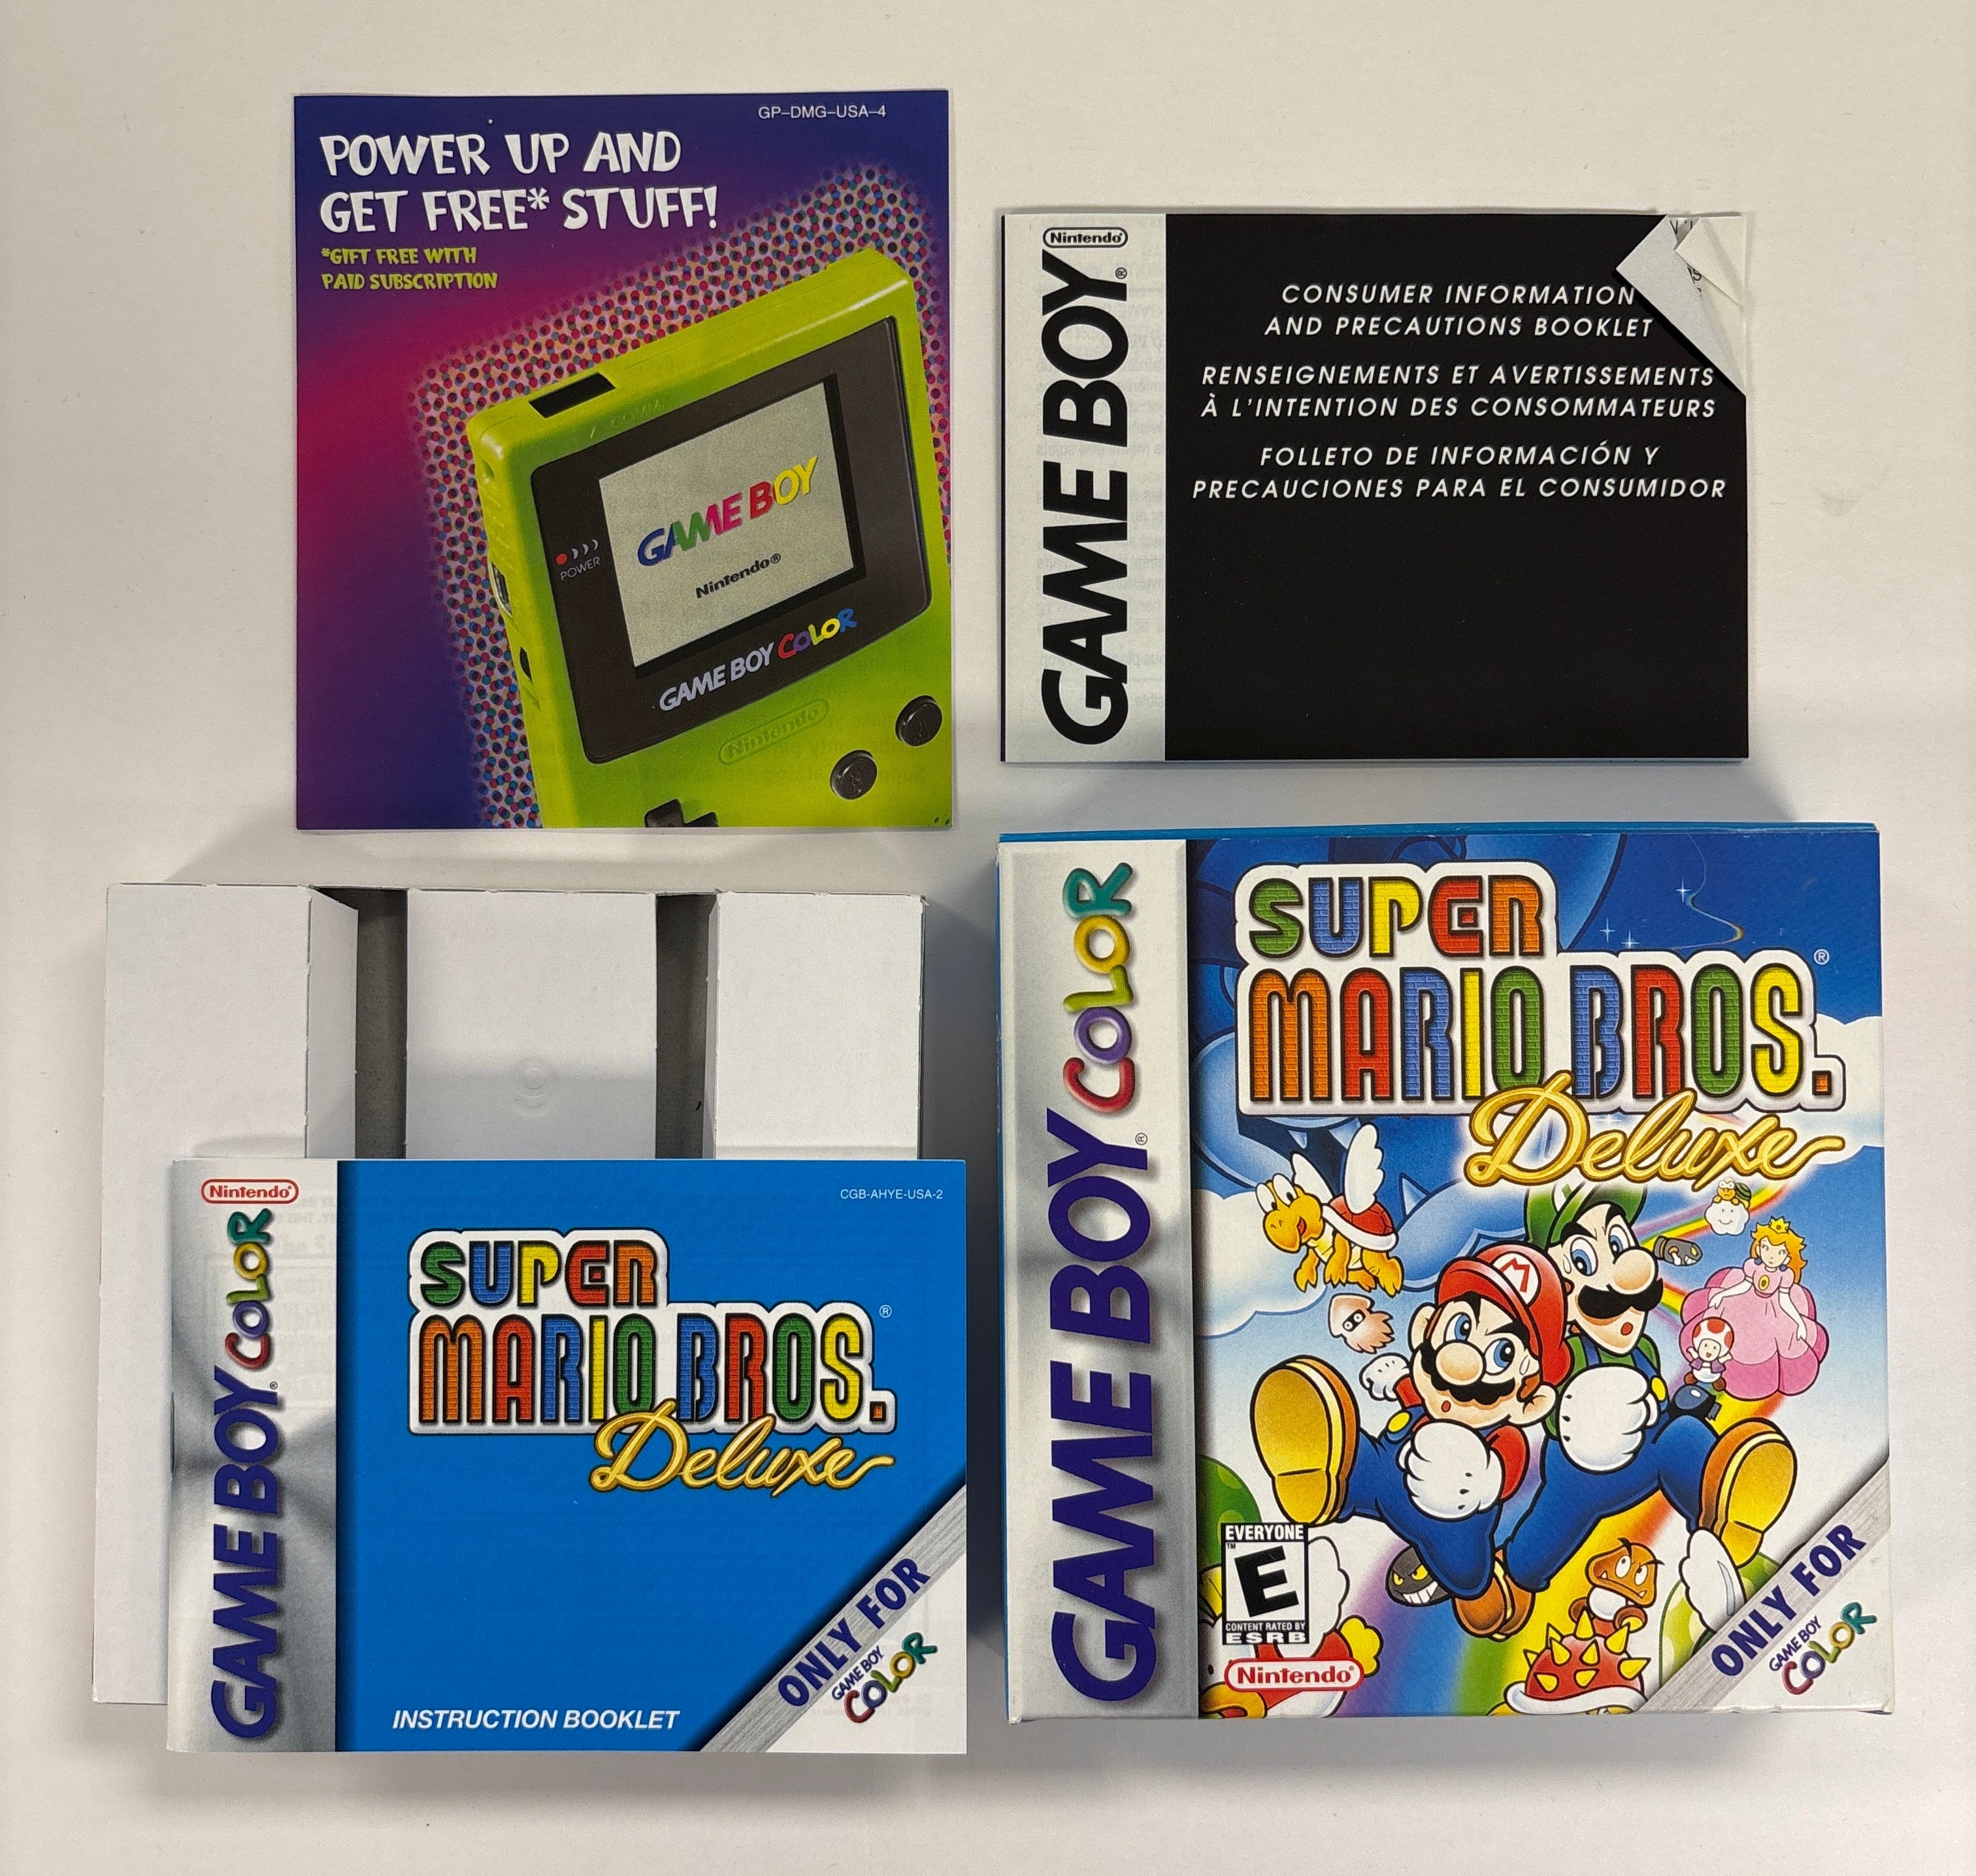 GP-DMG-USA-4
POWER UP AND
GET FREE* STUFF!
*GIFT FREE WITH
PAID SUBSCRIPTION
COMM.
POWER
GAME BOY
Nintendo®
GAME BOY COLOR
Nintendo
Nintendo®
GAME BOY®
CONSUMER INFORMATION
AND PRECAUTIONS BOOKLET
RENSEIGNEMENTS ET AVERTISSEMENTS
À L'INTENTION DES CONSOMMATEURS
FOLLETO DE INFORMACIÓN Y
PRECAUCIONES PARA EL CONSUMIDOR
9
Nintendo®
GAME BOY® COLOR
CGB-AHYE-USA-2
SUPER
MARIO BROS.®
Deluxe
INSTRUCTION BOOKLET
ONLY FOR
GAME BOY
COLOR
GAME BOY® COLOR
SUPER
MARIO BROS.®
Deluxe
M
EVERYONE
E™
CONTENT RATED BY
ESRB
Nintendo®
ONLY FOR
GAME BOY
COLOR